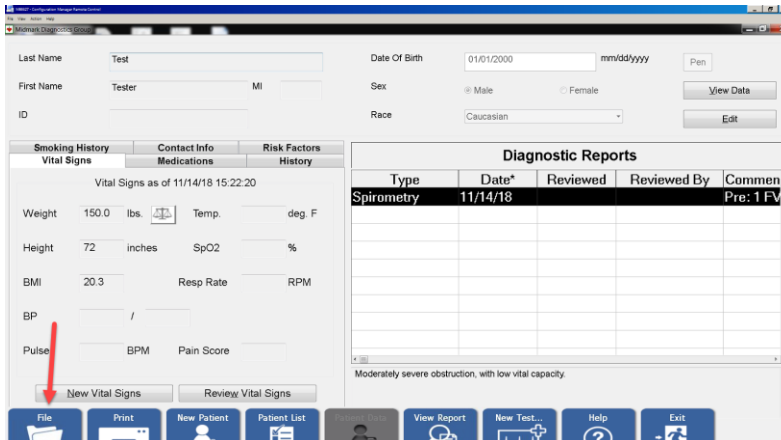 File View Action Help
Midmark Diagnostics Group
Last Name Test Date Of Birth 01/01/2000 mm/dd/yyyy Pen
First Name Tester MI Sex Male Female View Data
ID Race Caucasian Edit
Smoking History Contact Info Risk Factors
Vital Signs Medications History
Diagnostic Reports
Vital Signs as of 11/14/18 15:22:20
Type Date* Reviewed Reviewed By Commen
Spirometry 11/14/18 Pre: 1 FV
Weight 150.0 lbs. Temp. deg. F
Height 72 inches SpO2 %
BMI 20.3 Resp Rate RPM
BP /
Pulse BPM Pain Score
Moderately severe obstruction, with low vital capacity.
New Vital Signs Review Vital Signs
File Print New Patient Patient List Patient Data View Report New Test... Help Exit